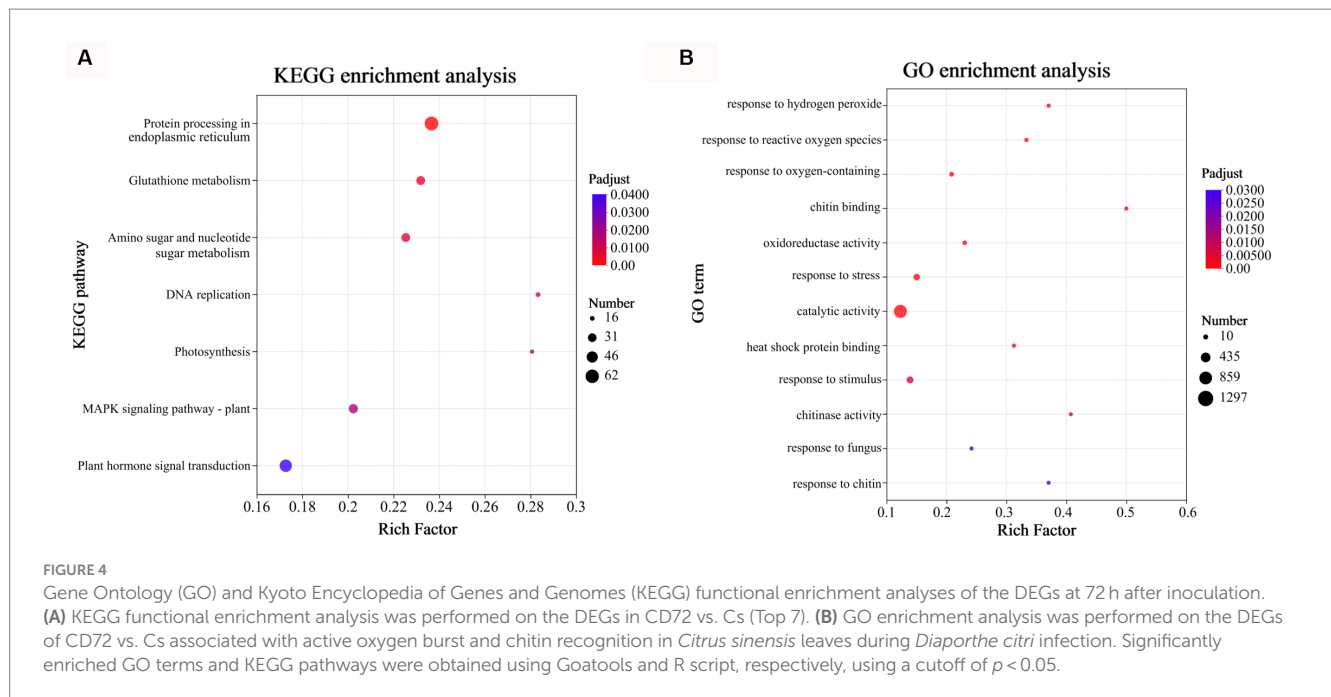 A
KEGG enrichment analysis
KEGG pathway
Protein processing in
endoplasmic reticulum
Glutathione metabolism
Amino sugar and nucleotide
sugar metabolism
DNA replication
Photosynthesis
MAPK signaling pathway - plant
Plant hormone signal transduction
0.16 0.18 0.2 0.22 0.24 0.26 0.28 0.3
Rich Factor
Padjust
0.0400
0.0300
0.0200
0.0100
0.00
Number
16
31
46
62
B
GO enrichment analysis
GO term
response to hydrogen peroxide
response to reactive oxygen species
response to oxygen-containing
chitin binding
oxidoreductase activity
response to stress
catalytic activity
heat shock protein binding
response to stimulus
chitinase activity
response to fungus
response to chitin
0.1 0.2 0.3 0.4 0.5 0.6
Rich Factor
Padjust
0.0300
0.0250
0.0200
0.0150
0.0100
0.00500
0.00
Number
10
435
859
1297
FIGURE 4
Gene Ontology (GO) and Kyoto Encyclopedia of Genes and Genomes (KEGG) functional enrichment analyses of the DEGs at 72 h after inoculation.
(A) KEGG functional enrichment analysis was performed on the DEGs in CD72 vs. Cs (Top 7). (B) GO enrichment analysis was performed on the DEGs
of CD72 vs. Cs associated with active oxygen burst and chitin recognition in Citrus sinensis leaves during Diaporthe citri infection. Significantly
enriched GO terms and KEGG pathways were obtained using Goatools and R script, respectively, using a cutoff of p < 0.05.